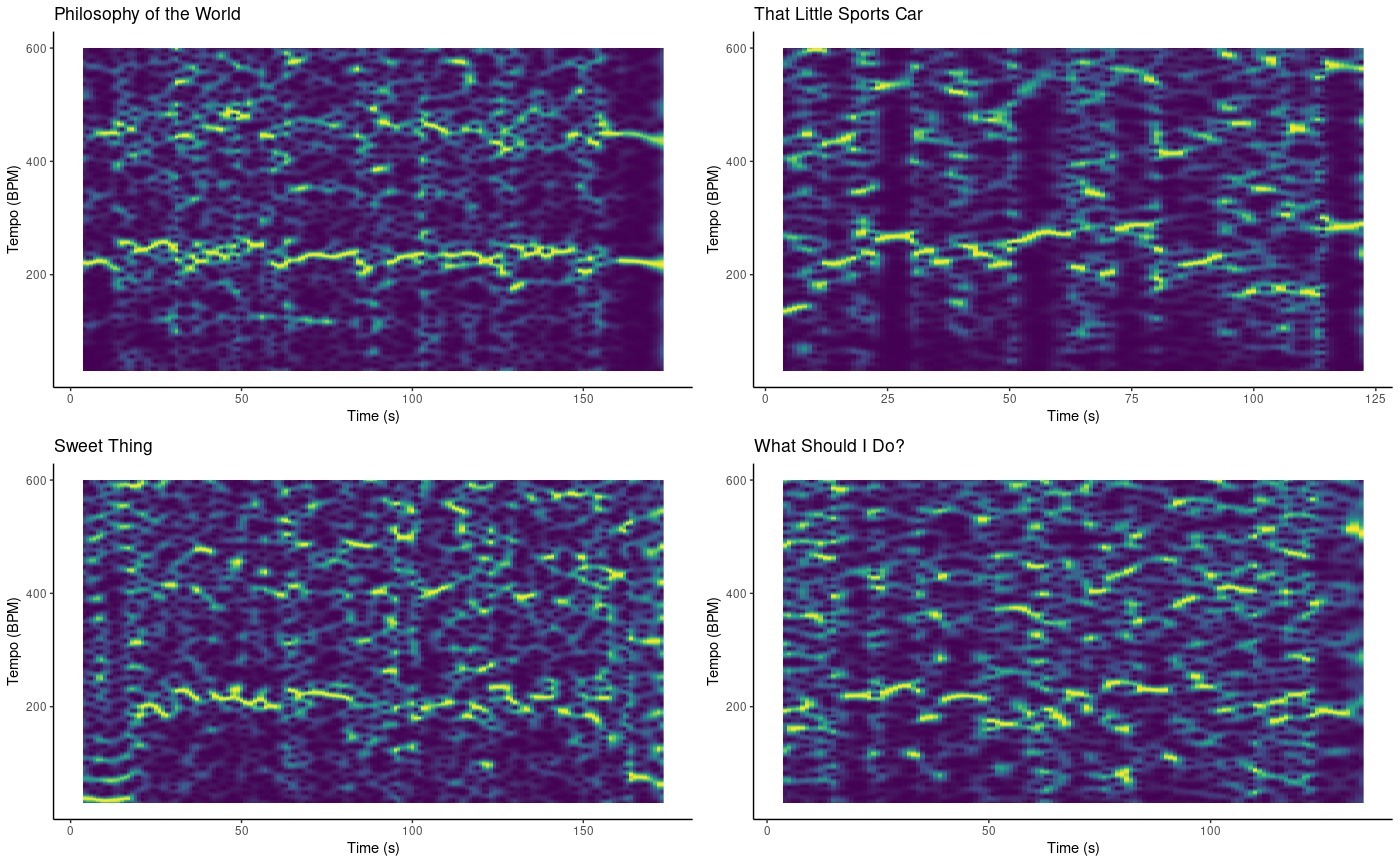 Philosophy of the World
600
400
200
Tempo (BPM)
0 50 100 150
Time (s)
That Little Sports Car
600
400
200
Tempo (BPM)
0 25 50 75 100 125
Time (s)
Sweet Thing
600
400
200
Tempo (BPM)
0 50 100 150
Time (s)
What Should I Do?
600
400
200
Tempo (BPM)
0 50 100
Time (s)